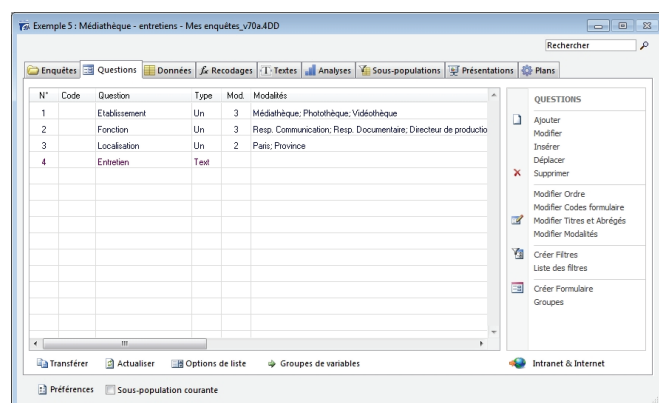 Exemple 5 : Médiathèque - entretiens - Mes enquêtes_v70a.4DD
Rechercher
Enquêtes Questions Données fx Recodages Textes Analyses Sous-populations Présentations Plans
N° Code Question Type Mod. Modalités
1 Etablissement Un 3 Médiathèque; Photothèque; Vidéothèque
2 Fonction Un 3 Resp. Communication; Resp. Documentaire; Directeur de productio
3 Localisation Un 2 Paris; Province
4 Entretien Text
QUESTIONS
Ajouter
Modifier
Insérer
Déplacer
Supprimer
Modifier Ordre
Modifier Codes formulaire
Modifier Titres et Abrégés
Modifier Modalités
Créer Filtres
Liste des filtres
Créer Formulaire
Groupes
Transférer Actualiser Options de liste Groupes de variables Intranet & Internet
Préférences Sous-population courante